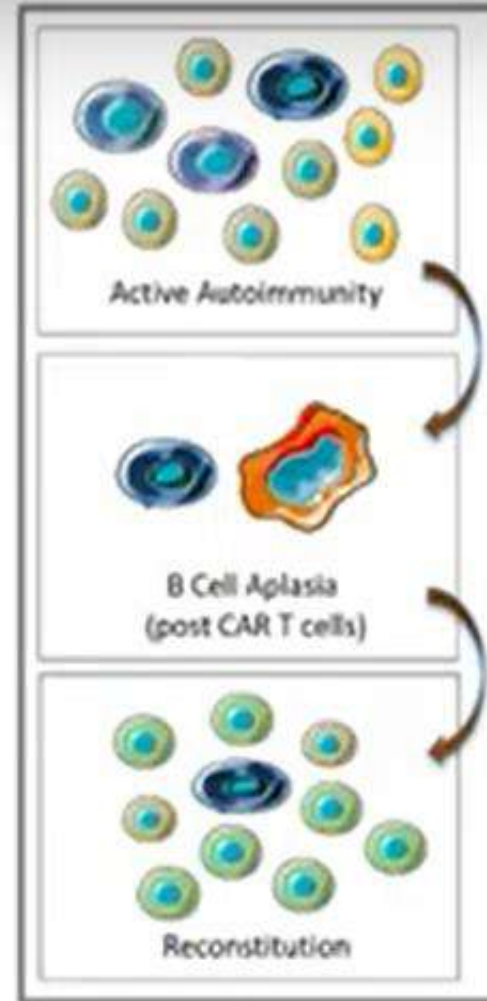 Active Autoimmunity
B Cell Aplasia
(post CAR T cells)
Reconstitution